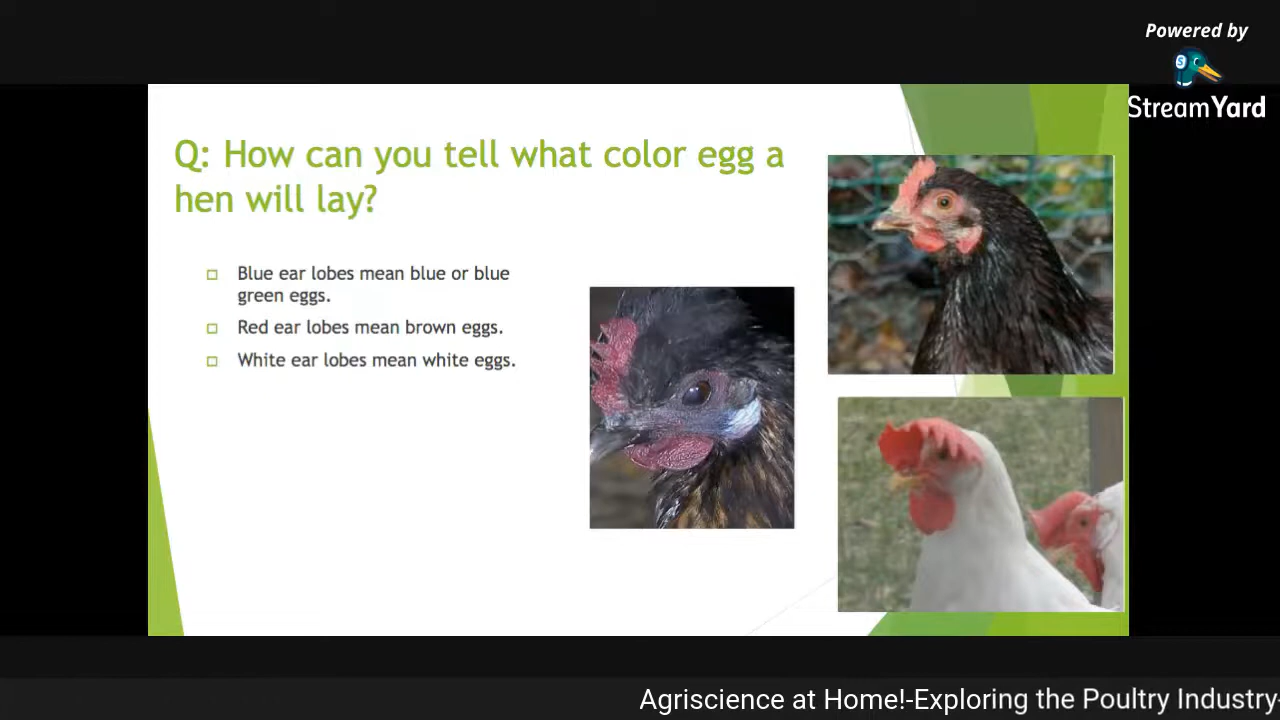 Powered by
StreamYard
Q: How can you tell what color egg a
hen will lay?
Blue ear lobes mean blue or blue
green eggs.
Red ear lobes mean brown eggs.
White ear lobes mean white eggs.
Agriscience at Home!-Exploring the Poultry Industry-